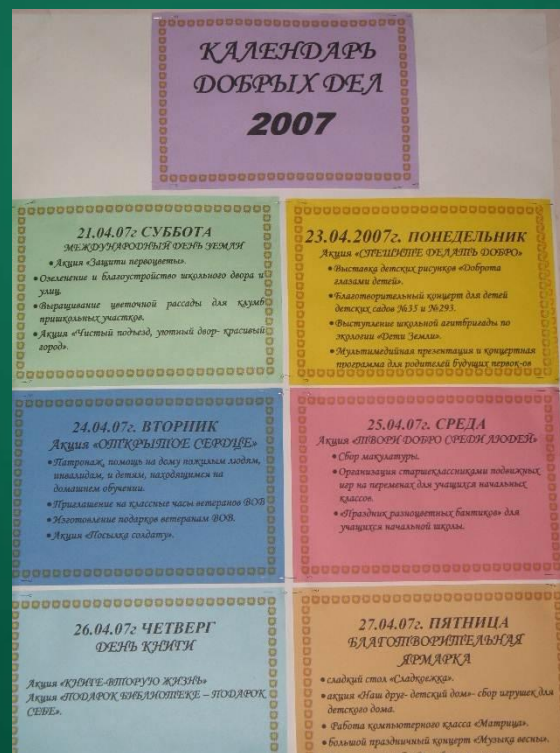 КАЛЕНДАРЬ
ДОБРЫХ ДЕЛ
2007
21.04.07г СУББОТА
МЕЖДУНАРОДНЫЙ ДЕНЬ ЗЕМЛИ
• Акция «Защити первоцветы».
• Озеленение и благоустройство школьного двора и
улиц.
• Выращивание цветочной рассады для клумб
пришкольных участков.
• Акция «Чистый подъезд, уютный двор- красивый
город».
23.04.2007г. ПОНЕДЕЛЬНИК
Акция «СПЕШИТЕ ДЕЛАТЬ ДОБРО»
• Выставка детских рисунков «Доброта
глазами детей».
• Благотворительный концерт для детей
детских садов №35 и №293.
• Выступление школьной агитбригады по
экологии «Дети Земли».
• Мультимедийная презентация и концертная
программа для родителей будущих первок-ов
24.04.07г. ВТОРНИК
Акция «ОТКРЫТОЕ СЕРДЦЕ»
• Патронаж, помощь на дому пожилым людям,
инвалидам, и детям, находящимся на
домашнем обучении.
• Приглашение на классные часы ветеранов ВОВ
• Изготовление подарков ветеранам ВОВ.
• Акция «Посылка солдату».
25.04.07г. СРЕДА
Акция «ТВОРИ ДОБРО СРЕДИ ЛЮДЕЙ»
• Сбор макулатуры.
• Организация старшеклассниками подвижных
игр на переменах для учащихся начальных
классов.
• «Праздник разноцветных бантиков» для
учащихся начальной школы.
26.04.07г ЧЕТВЕРГ
ДЕНЬ КНИГИ
Акция «КНИГЕ-ВТОРУЮ ЖИЗНЬ»
Акция «ПОДАРОК БИБЛИОТЕКЕ – ПОДАРОК
СЕБЕ».
27.04.07г. ПЯТНИЦА
БЛАГОТВОРИТЕЛЬНАЯ
ЯРМАРКА
• сладкий стол «Сладкоежка».
• акция «Наш друг- детский дом»- сбор игрушек для
детского дома.
• Работа компьютерного класса «Матрица».
• большой праздничный концерт «Музыка весны».